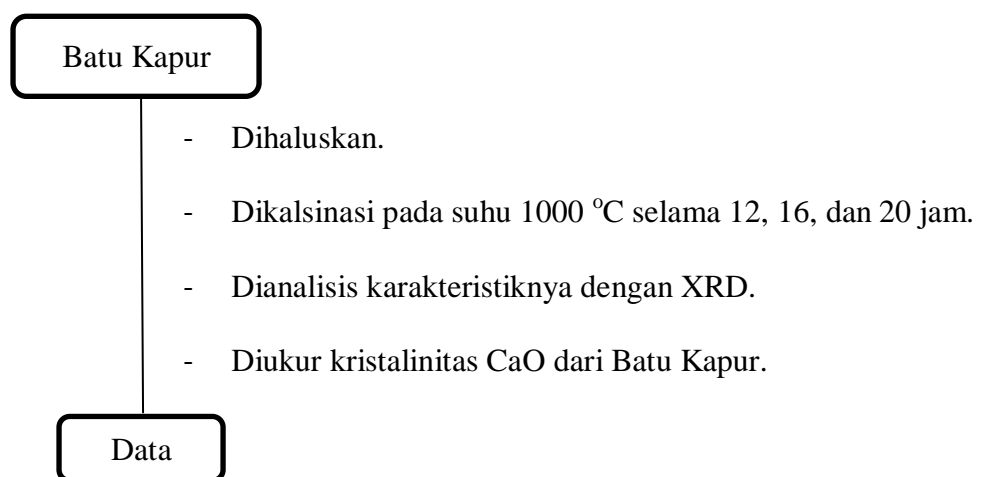 Batu Kapur
- Dihaluskan.
- Dikalsinasi pada suhu 1000 ºC selama 12, 16, dan 20 jam.
- Dianalisis karakteristiknya dengan XRD.
- Diukur kristalinitas CaO dari Batu Kapur.
Data